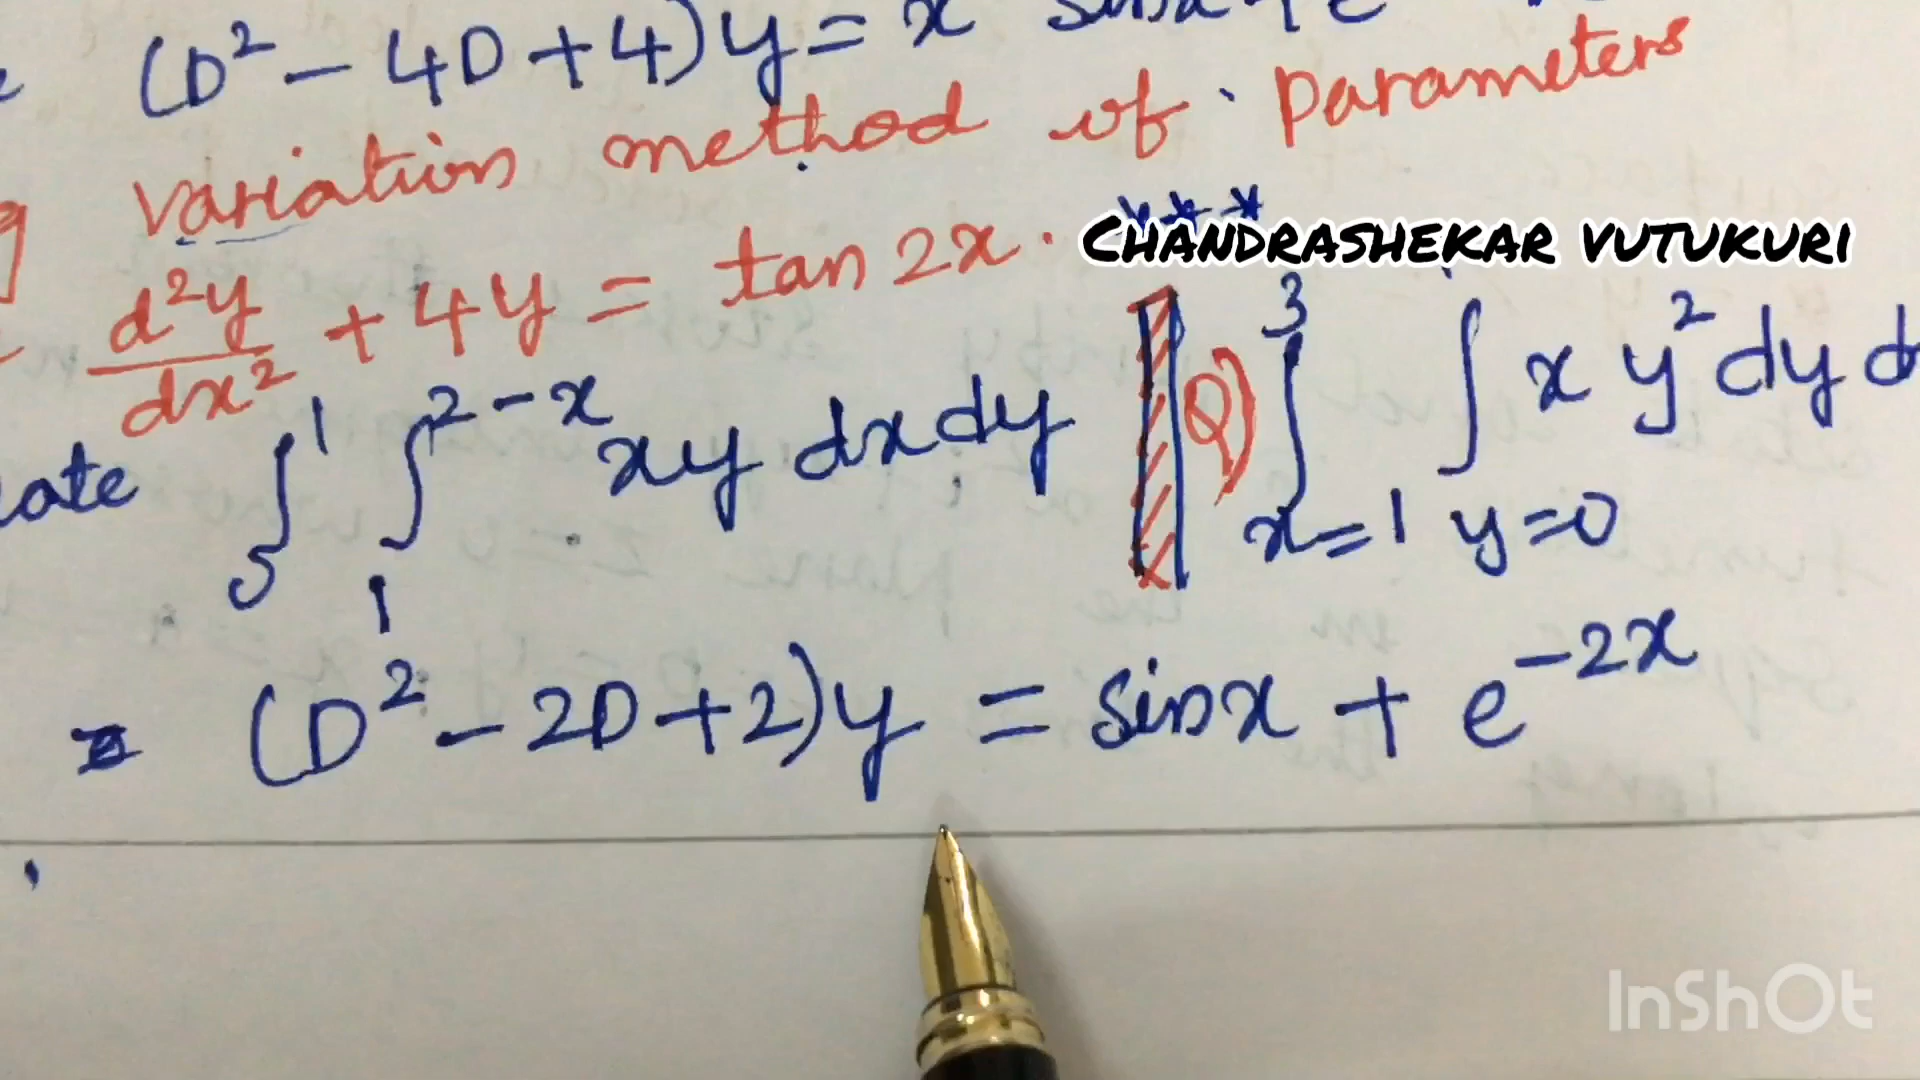 (D² - 4D + 4)y = x
variation method of Parameters
d²y/dx² + 4y = tan 2x. ***
CHANDRASHEKAR VUTUKURI
∫ 1 ∫ 1 2-x xy dx dy Q) ∫ x=1 3 ∫ y=0 x y² dy
(D² - 2D + 2)y = sinx + e^-2x
InShOt